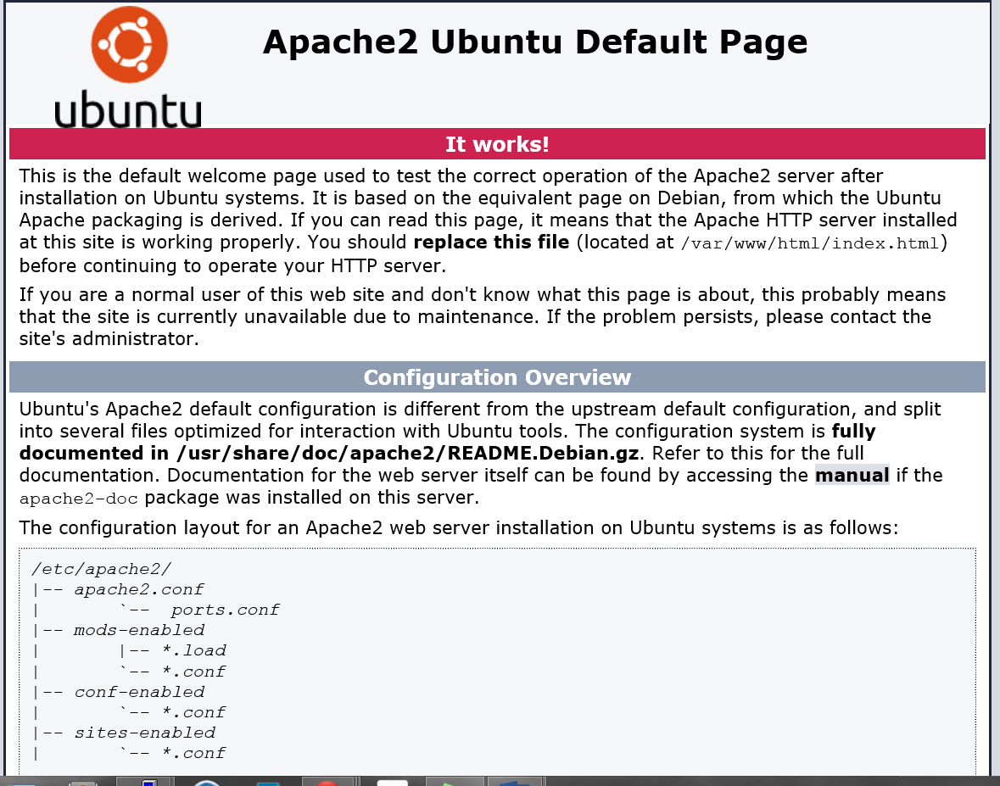 ubuntu
Apache2 Ubuntu Default Page
It works!
This is the default welcome page used to test the correct operation of the Apache2 server after
installation on Ubuntu systems. It is based on the equivalent page on Debian, from which the Ubuntu
Apache packaging is derived. If you can read this page, it means that the Apache HTTP server installed
at this site is working properly. You should replace this file (located at /var/www/html/index.html)
before continuing to operate your HTTP server.
If you are a normal user of this web site and don't know what this page is about, this probably means
that the site is currently unavailable due to maintenance. If the problem persists, please contact the
site's administrator.
Configuration Overview
Ubuntu's Apache2 default configuration is different from the upstream default configuration, and split
into several files optimized for interaction with Ubuntu tools. The configuration system is fully
documented in /usr/share/doc/apache2/README.Debian.gz. Refer to this for the full
documentation. Documentation for the web server itself can be found by accessing the manual if the
apache2-doc package was installed on this server.
The configuration layout for an Apache2 web server installation on Ubuntu systems is as follows:
/etc/apache2/
|-- apache2.conf
|       `--  ports.conf
|-- mods-enabled
|       |-- *.load
|       `-- *.conf
|-- conf-enabled
|       `-- *.conf
|-- sites-enabled
|       `-- *.conf